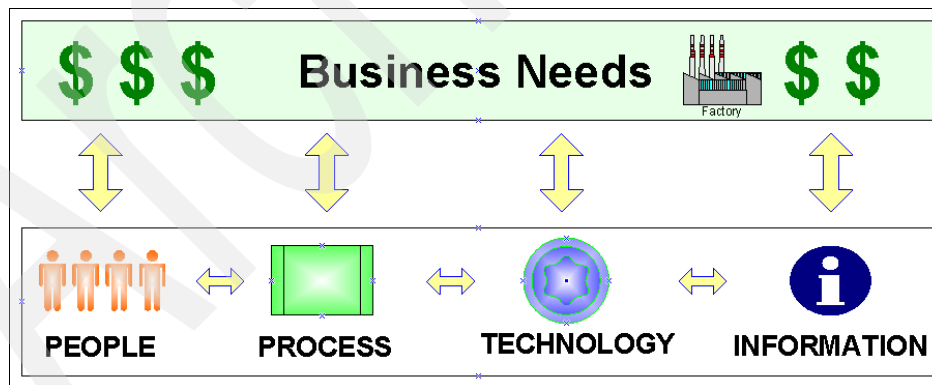 $ $ $ Business Needs $ $
Factory
PEOPLE PROCESS TECHNOLOGY INFORMATION